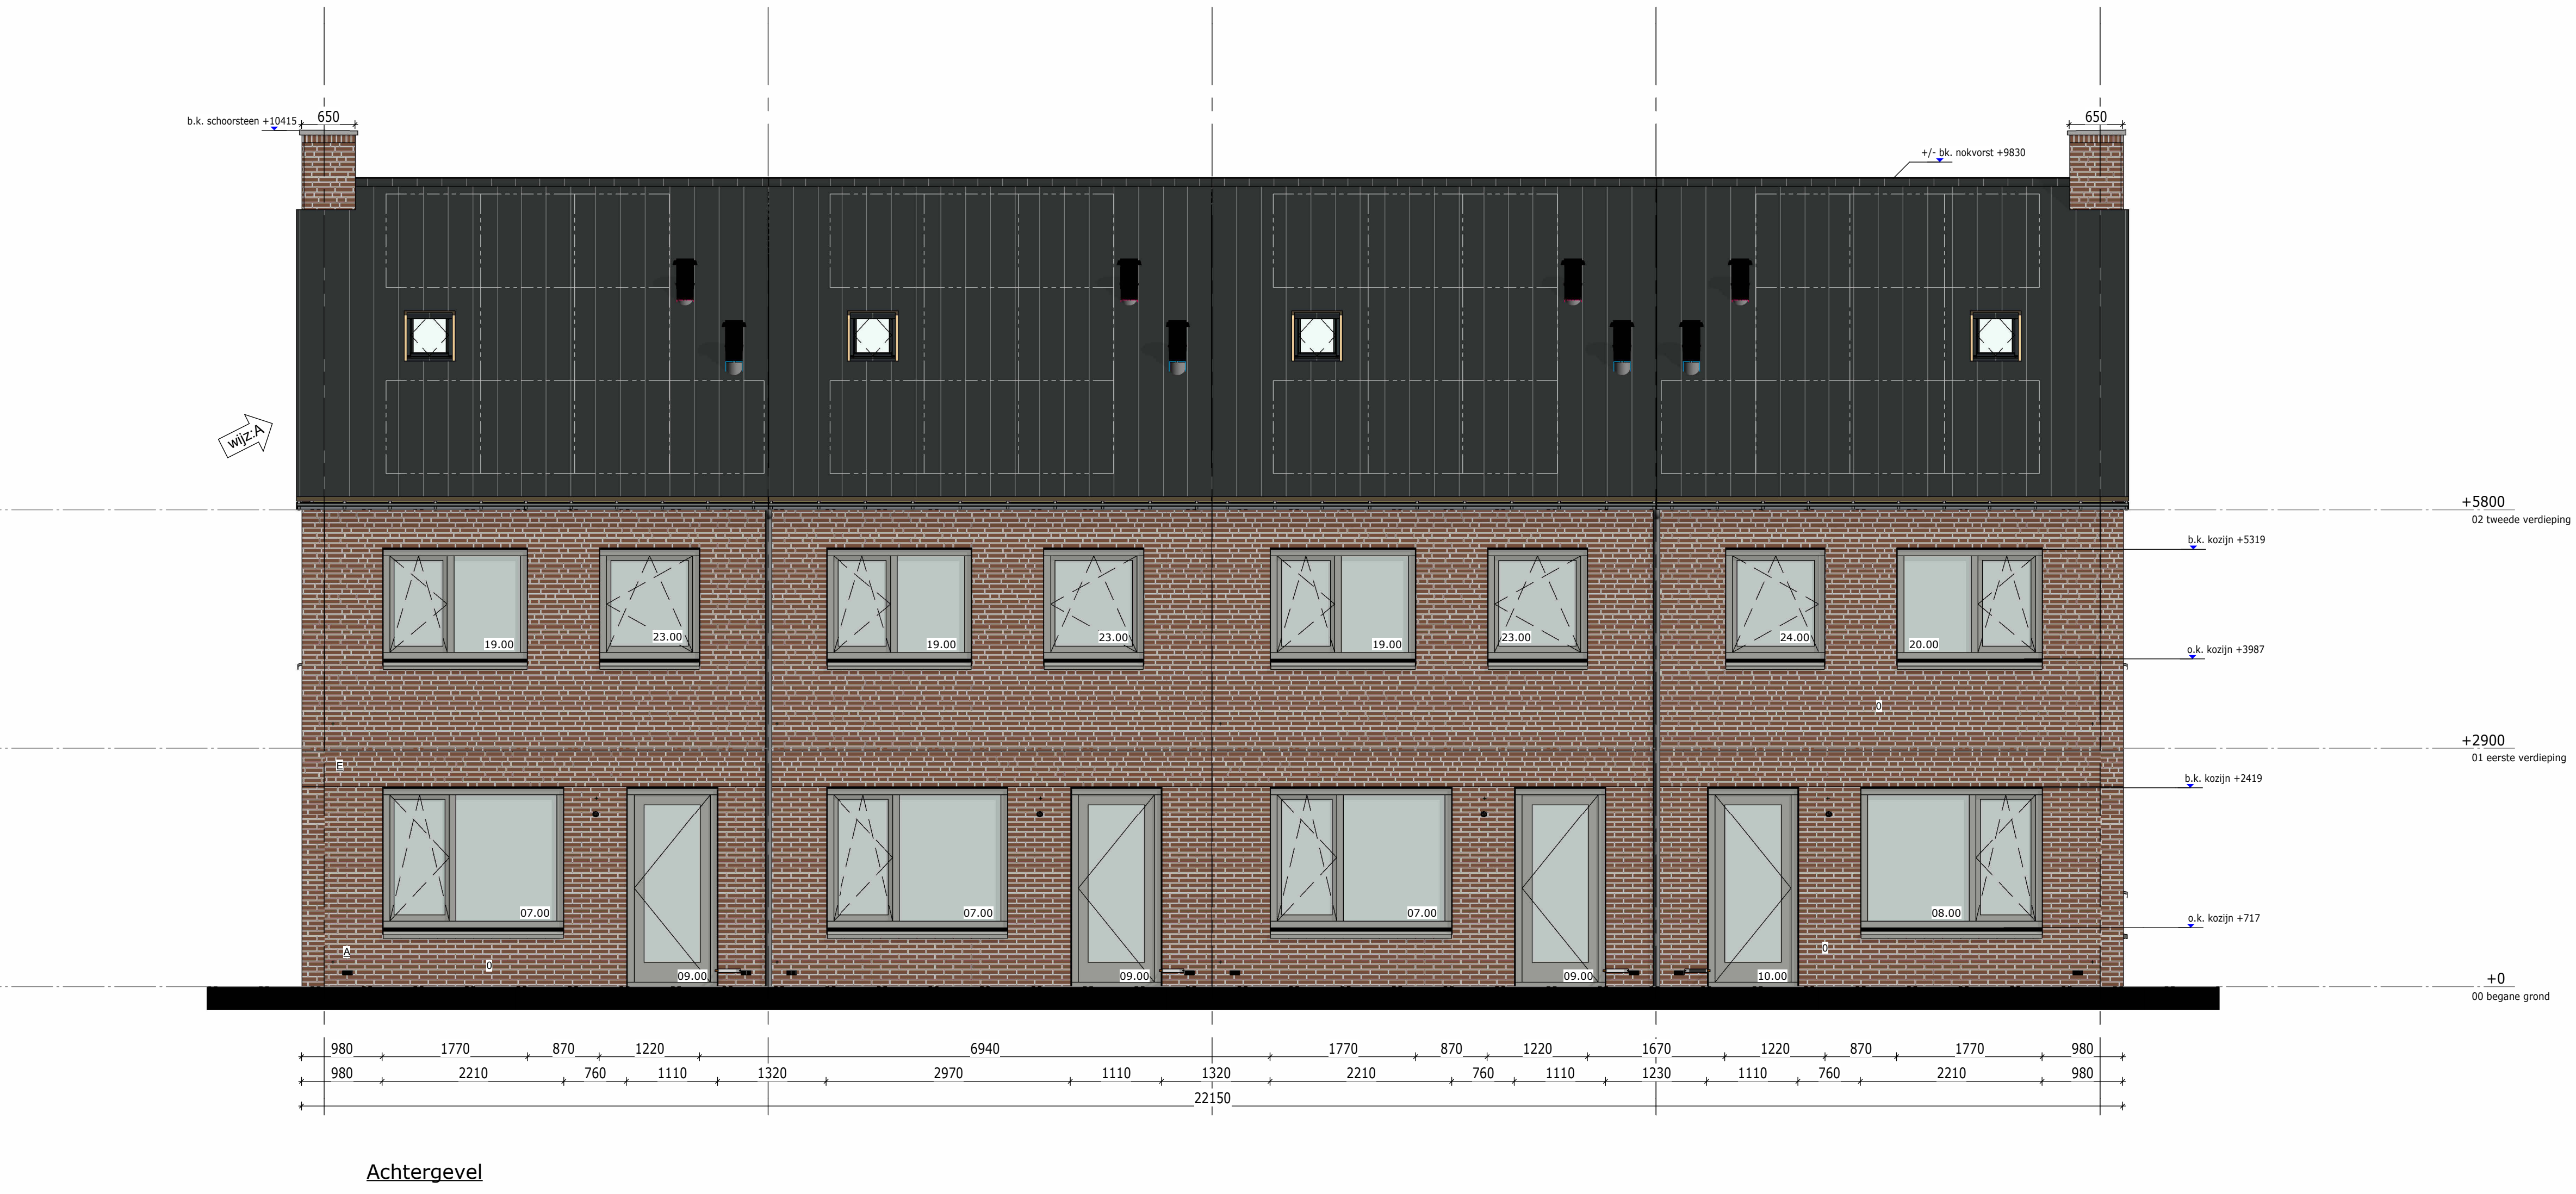 650
650
b.k. schoorsteen +10415
+/- bk. nokvorst +9830
wijz:A
+5800
02 tweede verdieping
b.k. kozijn +5319
19.00
23.00
19.00
23.00
19.00
23.00
24.00
20.00
o.k. kozijn +3987
0
+2900
01 eerste verdieping
E
b.k. kozijn +2419
07.00
07.00
07.00
08.00
o.k. kozijn +717
A
0
0
09.00
09.00
09.00
10.00
+0
00 begane grond
980 1770 870 1220 6940 1770 870 1220 1670 1220 870 1770 980
980 2210 760 1110 1320 2970 1110 1320 2210 760 1110 1230 1110 760 2210 980
22150
Achtergevel